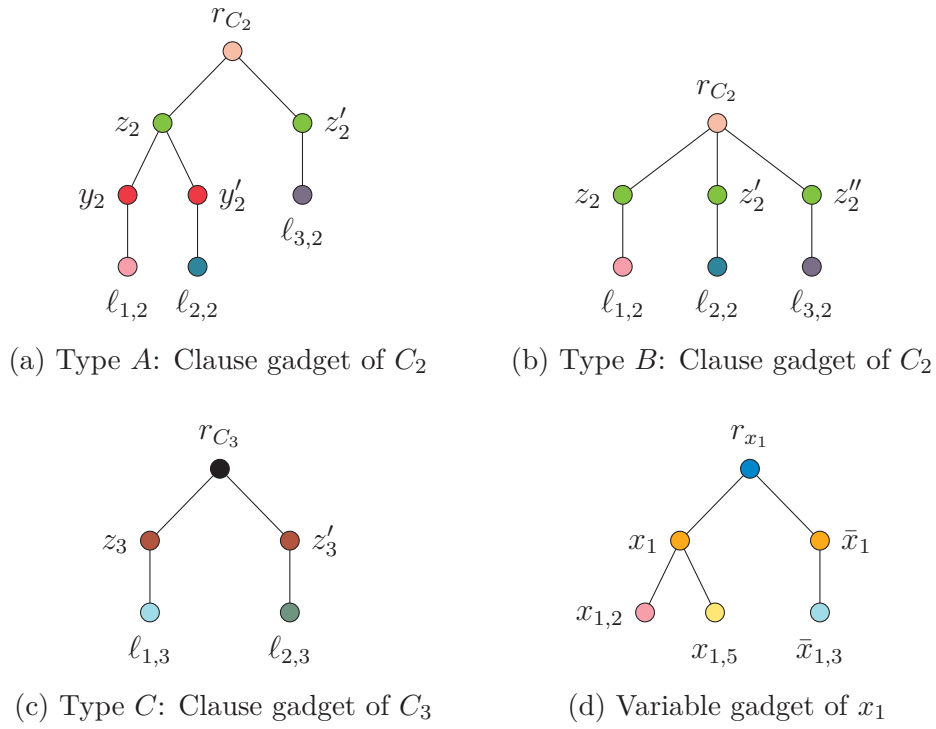 r_{C_2}
z_2 z'_2
y_2 y'_2
ℓ_{3,2}
ℓ_{1,2} ℓ_{2,2}
(a) Type A: Clause gadget of C_2
r_{C_2}
z_2 z'_2 z''_2
ℓ_{1,2} ℓ_{2,2} ℓ_{3,2}
(b) Type B: Clause gadget of C_2
r_{C_3}
z_3 z'_3
ℓ_{1,3} ℓ_{2,3}
(c) Type C: Clause gadget of C_3
r_{x_1}
x_1 x̄_1
x_{1,2}
x_{1,5} x̄_{1,3}
(d) Variable gadget of x_1